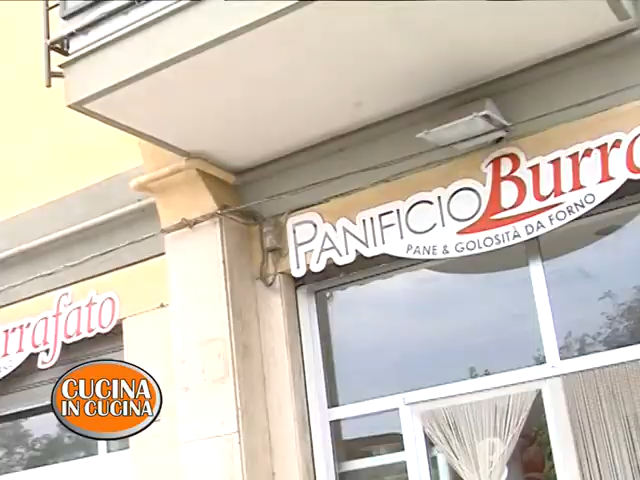 PANIFICIO Burra
PANE & GOLOSITÀ DA FORNO
rrafato
CUCINA
IN CUCINA